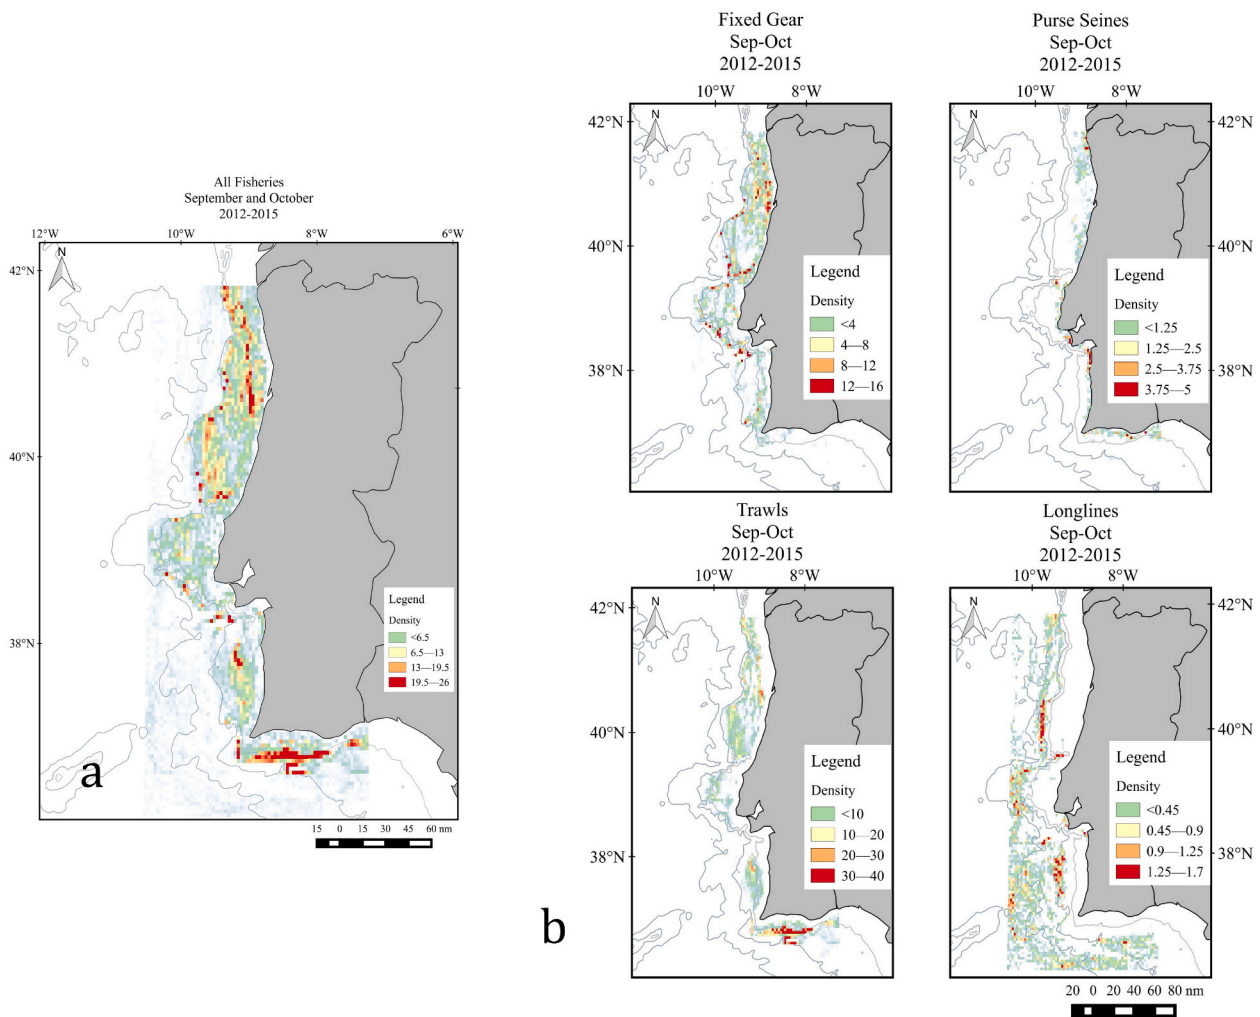 All Fisheries
September and October
2012-2015
12°W
10°W
8°W
6°W
N
42°N
40°N
38°N
Legend
Density
<6.5
6.5—13
13—19.5
19.5—26
a
15 0 15 30 45 60 nm
Fixed Gear
Sep-Oct
2012-2015
10°W
8°W
N
42°N
40°N
38°N
Legend
Density
<4
4—8
8—12
12—16
Purse Seines
Sep-Oct
2012-2015
10°W
8°W
N
42°N
40°N
38°N
Legend
Density
<1.25
1.25—2.5
2.5—3.75
3.75—5
Trawls
Sep-Oct
2012-2015
10°W
8°W
N
42°N
40°N
38°N
Legend
Density
<10
10—20
20—30
30—40
Longlines
Sep-Oct
2012-2015
10°W
8°W
N
42°N
40°N
38°N
Legend
Density
<0.45
0.45—0.9
0.9—1.25
1.25—1.7
b
20 0 20 40 60 80 nm